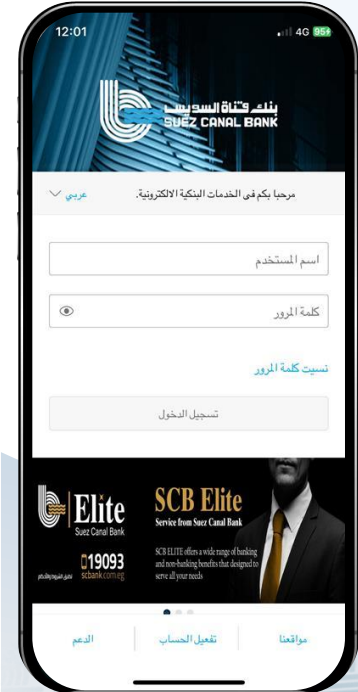 12:01 4G 95
بنك قناة السويس
SUEZ CANAL BANK
مرحبا بكم فى الخدمات البنكية الالكترونية. عربي
اسم المستخدم
كلمة المرور
نسيت كلمة المرور
تسجيل الدخول
Elite
Suez Canal Bank
19093
scbank.com.eg
SCB Elite
Service from Suez Canal Bank
SCB ELITE offers a wide range of banking
and non-banking benefits that designed to
serve all your needs
مواقعنا تفعيل الحساب الدعم